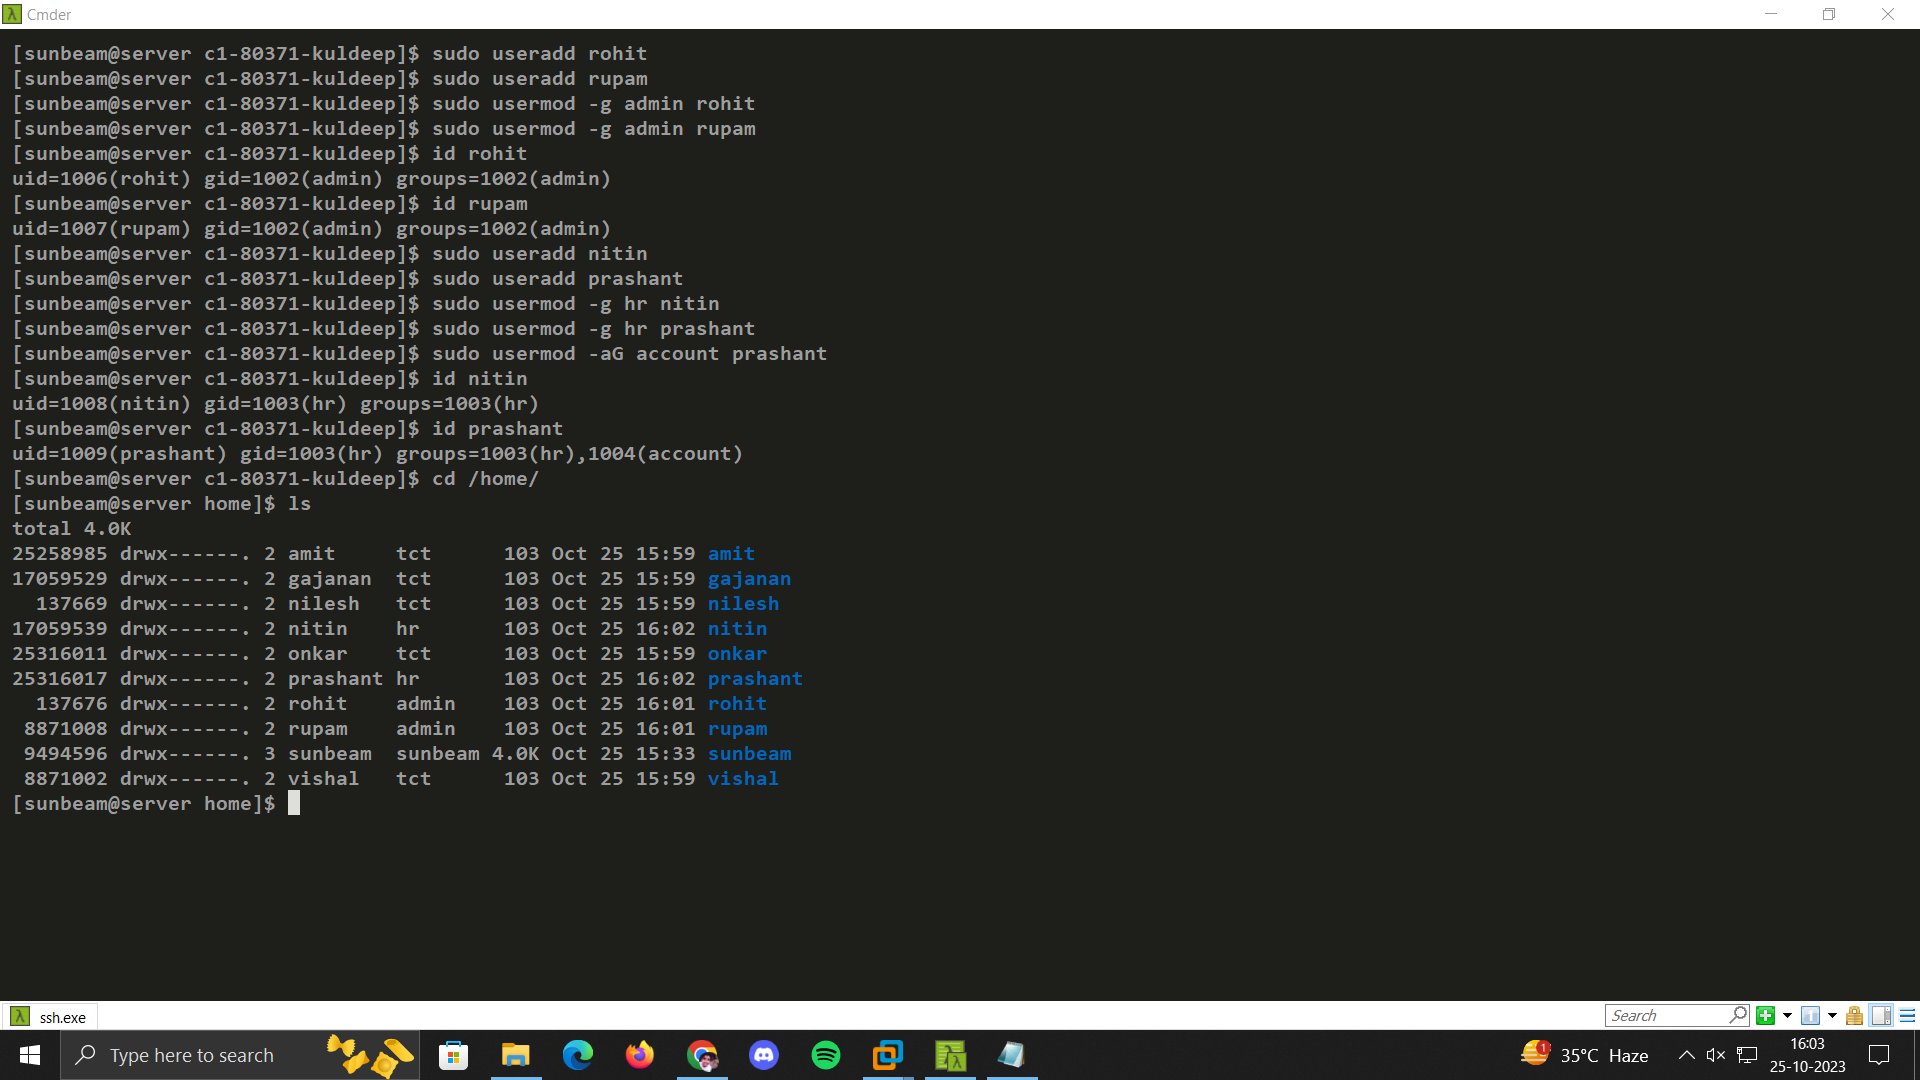 Cmder
[sunbeam@server c1-80371-kuldeep]$ sudo useradd rohit
[sunbeam@server c1-80371-kuldeep]$ sudo useradd rupam
[sunbeam@server c1-80371-kuldeep]$ sudo usermod -g admin rohit
[sunbeam@server c1-80371-kuldeep]$ sudo usermod -g admin rupam
[sunbeam@server c1-80371-kuldeep]$ id rohit
uid=1006(rohit) gid=1002(admin) groups=1002(admin)
[sunbeam@server c1-80371-kuldeep]$ id rupam
uid=1007(rupam) gid=1002(admin) groups=1002(admin)
[sunbeam@server c1-80371-kuldeep]$ sudo useradd nitin
[sunbeam@server c1-80371-kuldeep]$ sudo useradd prashant
[sunbeam@server c1-80371-kuldeep]$ sudo usermod -g hr nitin
[sunbeam@server c1-80371-kuldeep]$ sudo usermod -g hr prashant
[sunbeam@server c1-80371-kuldeep]$ sudo usermod -aG account prashant
[sunbeam@server c1-80371-kuldeep]$ id nitin
uid=1008(nitin) gid=1003(hr) groups=1003(hr)
[sunbeam@server c1-80371-kuldeep]$ id prashant
uid=1009(prashant) gid=1003(hr) groups=1003(hr),1004(account)
[sunbeam@server c1-80371-kuldeep]$ cd /home/
[sunbeam@server home]$ ls
total 4.0K
25258985 drwx------. 2 amit     tct      103 Oct 25 15:59 amit
17059529 drwx------. 2 gajanan  tct      103 Oct 25 15:59 gajanan
  137669 drwx------. 2 nilesh   tct      103 Oct 25 15:59 nilesh
17059539 drwx------. 2 nitin    hr       103 Oct 25 16:02 nitin
25316011 drwx------. 2 onkar    tct      103 Oct 25 15:59 onkar
25316017 drwx------. 2 prashant hr       103 Oct 25 16:02 prashant
  137676 drwx------. 2 rohit    admin    103 Oct 25 16:01 rohit
 8871008 drwx------. 2 rupam    admin    103 Oct 25 16:01 rupam
 9494596 drwx------. 3 sunbeam  sunbeam 4.0K Oct 25 15:33 sunbeam
 8871002 drwx------. 2 vishal   tct      103 Oct 25 15:59 vishal
[sunbeam@server home]$
ssh.exe
Search
Type here to search
1
35°C Haze
16:03
25-10-2023